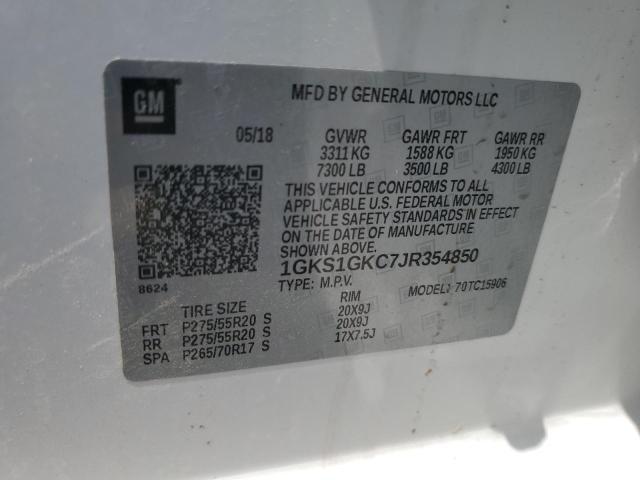 GM
MFD BY GENERAL MOTORS LLC
05/18 GVWR GAWR FRT GAWR RR
3311 KG 1588 KG 1950 KG
7300 LB 3500 LB 4300 LB
THIS VEHICLE CONFORMS TO ALL
APPLICABLE U.S. FEDERAL MOTOR
VEHICLE SAFETY STANDARDS IN EFFECT
ON THE DATE OF MANUFACTURE
SHOWN ABOVE.
1GKS1GKC7JR354850
8624
TYPE: M.P.V. MODEL: 70TC15906
TIRE SIZE RIM
FRT P275/55R20 S 20X9J
RR P275/55R20 S 20X9J
SPA P265/70R17 S 17X7.5J